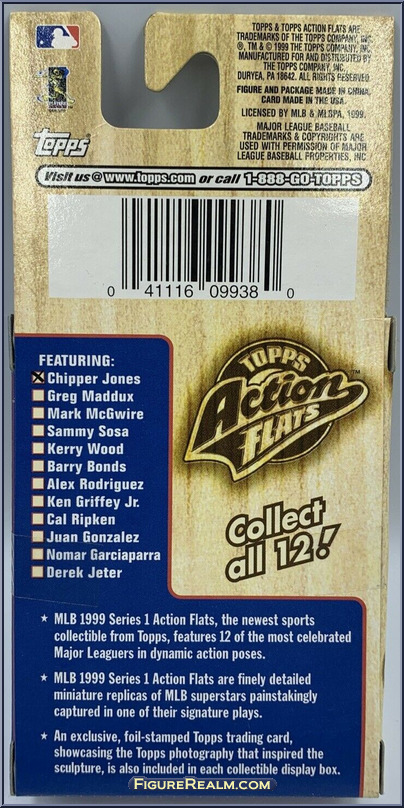 TOPPS & TOPPS ACTION FLATS ARE
TRADEMARKS OF THE TOPPS COMPANY, INC.
®, ™ & © 1999 THE TOPPS COMPANY, INC.
MANUFACTURED FOR AND DISTRIBUTED BY
THE TOPPS COMPANY, INC.
DURYEA, PA 18642. ALL RIGHTS RESERVED
FIGURE AND PACKAGE MADE IN CHINA.
CARD MADE IN THE USA.
LICENSED BY MLB & MLBPA, 1999.
MAJOR LEAGUE BASEBALL
TRADEMARKS & COPYRIGHTS ARE
USED WITH PERMISSION OF MAJOR
LEAGUE BASEBALL PROPERTIES, INC
Topps
Visit us @ www.topps.com or call 1-888-GO-TOPPS
0 41116 09938 0
FEATURING:
Chipper Jones
Greg Maddux
Mark McGwire
Sammy Sosa
Kerry Wood
Barry Bonds
Alex Rodriguez
Ken Griffey Jr.
Cal Ripken
Juan Gonzalez
Nomar Garciaparra
Derek Jeter
TOPPS
Action™
FLATS
Collect
all 12!
★ MLB 1999 Series 1 Action Flats, the newest sports
collectible from Topps, features 12 of the most celebrated
Major Leaguers in dynamic action poses.
★ MLB 1999 Series 1 Action Flats are finely detailed
miniature replicas of MLB superstars painstakingly
captured in one of their signature plays.
★ An exclusive, foil-stamped Topps trading card,
showcasing the Topps photography that inspired the
sculpture, is also included in each collectible display box.
FigureRealm.com